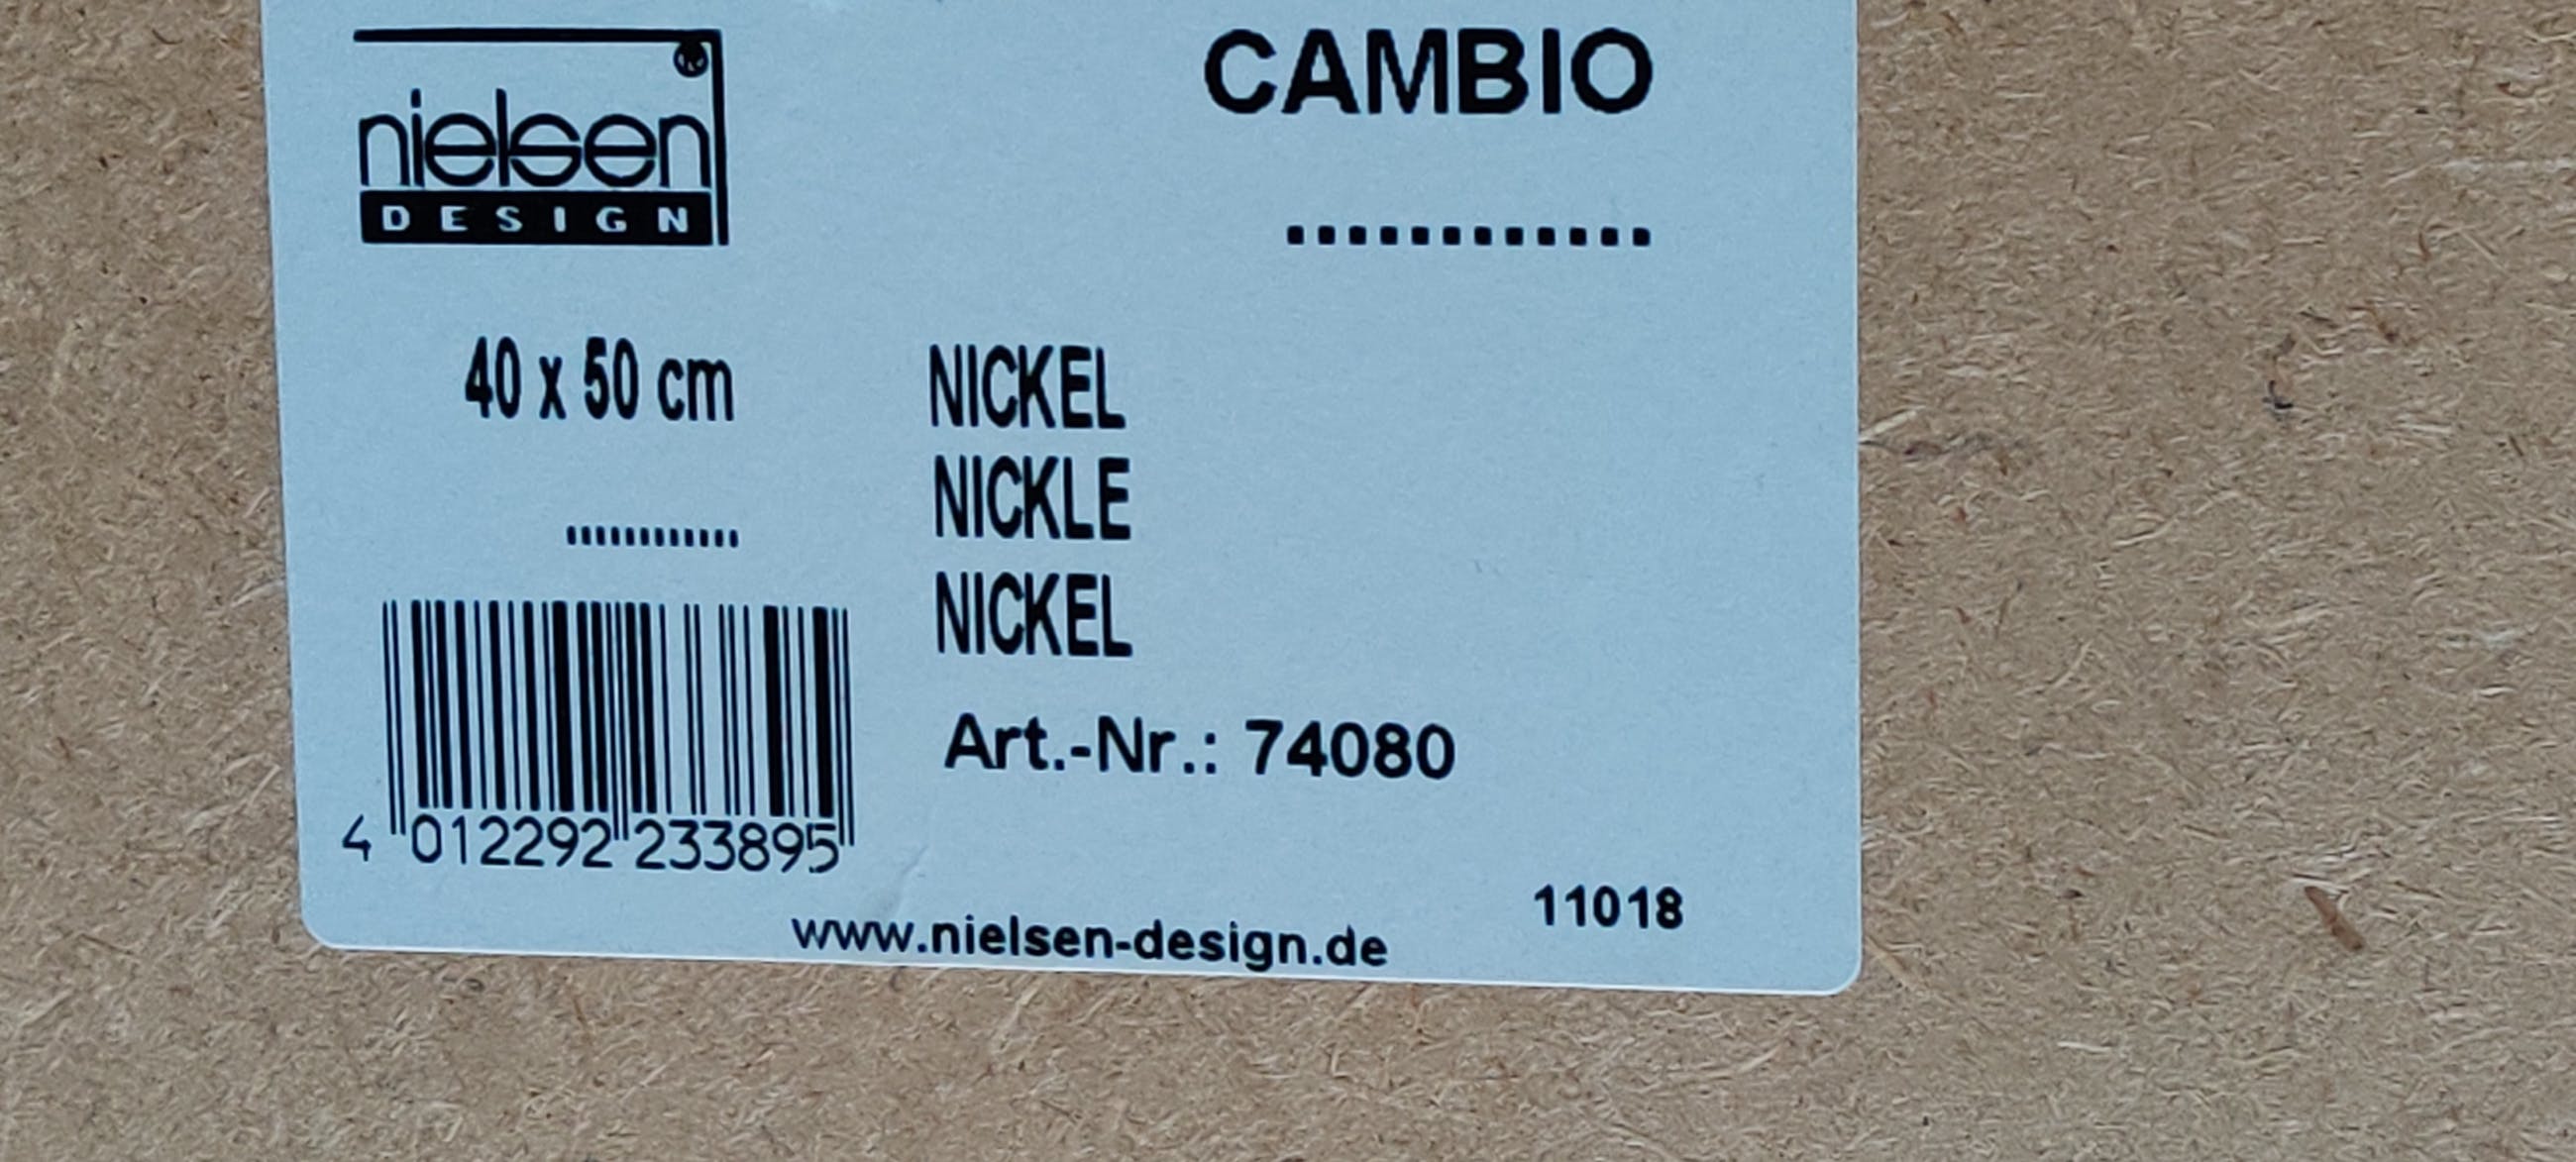 nielsen
DESIGN
CAMBIO
............
40 x 50 cm
............
NICKEL
NICKLE
NICKEL
Art.-Nr.: 74080
4 012292 233895
11018
www.nielsen-design.de